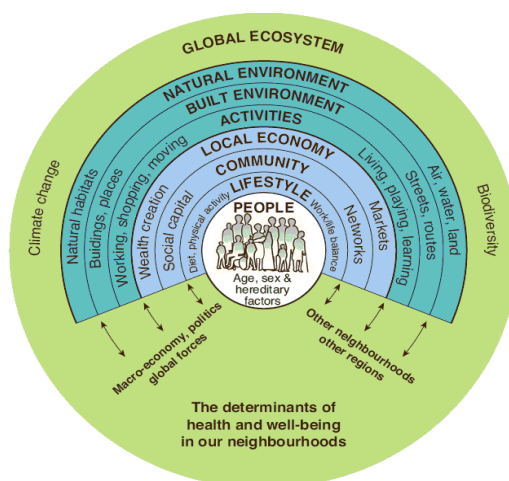 GLOBAL ECOSYSTEM
NATURAL ENVIRONMENT
BUILT ENVIRONMENT
ACTIVITIES
LOCAL ECONOMY
COMMUNITY
LIFESTYLE
PEOPLE
Age, sex &
hereditary
factors
Climate change
Natural habitats
Buidings, places
Working, shopping, moving
Wealth creation
Social capital
Diet, physical activity
Work/life balance
Networks
Markets
Living, playing, learning
Streets, routes
Air, water, land
Biodiversity
Macro-economy, politics
global forces
Other neighbourhoods
other regions
The determinants of
health and well-being
in our neighbourhoods